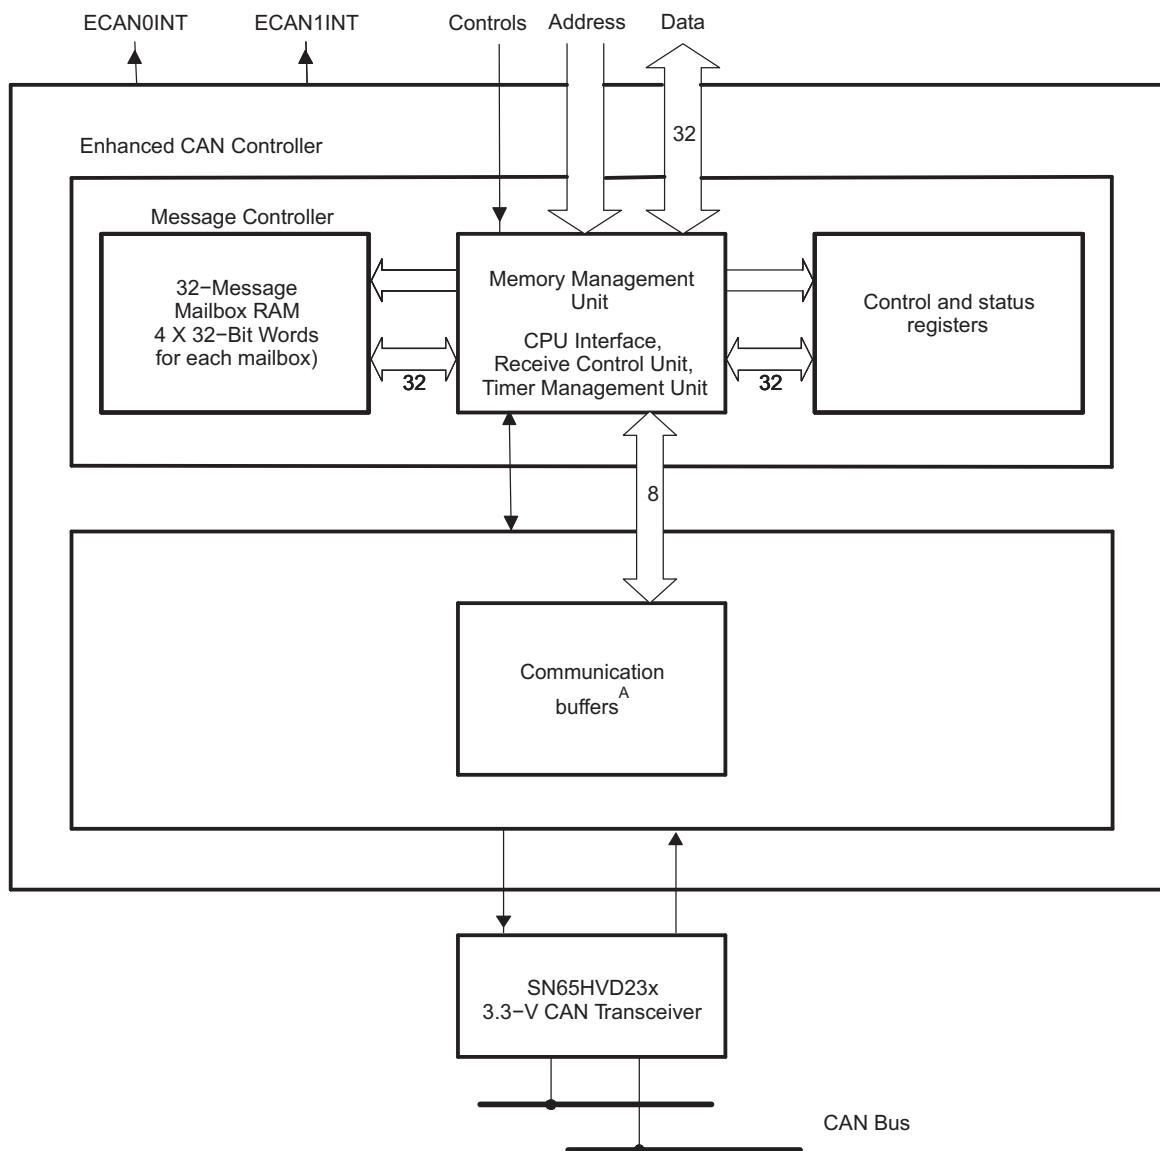 ECAN0INT
ECAN1INT
Controls
Address
Data
32
Enhanced CAN Controller
Message Controller
32−Message
Mailbox RAM
4 X 32−Bit Words
for each mailbox)
32
Memory Management
Unit
CPU Interface,
Receive Control Unit,
Timer Management Unit
32
Control and status
registers
8
Communication
buffers A
SN65HVD23x
3.3−V CAN Transceiver
CAN Bus